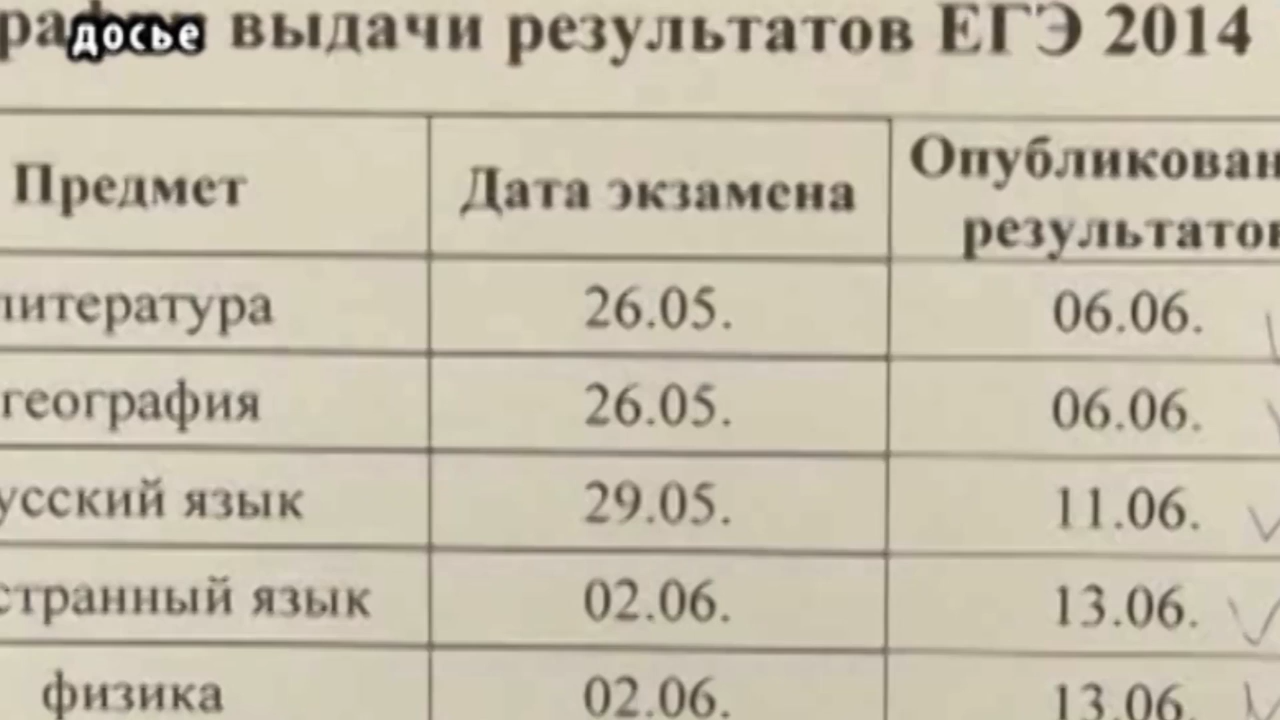 досье выдачи результатов ЕГЭ 2014
Предмет Дата экзамена Опубликован
результатов
литература 26.05. 06.06.
география 26.05. 06.06.
усский язык 29.05. 11.06.
странный язык 02.06. 13.06.
физика 02.06. 13.06.